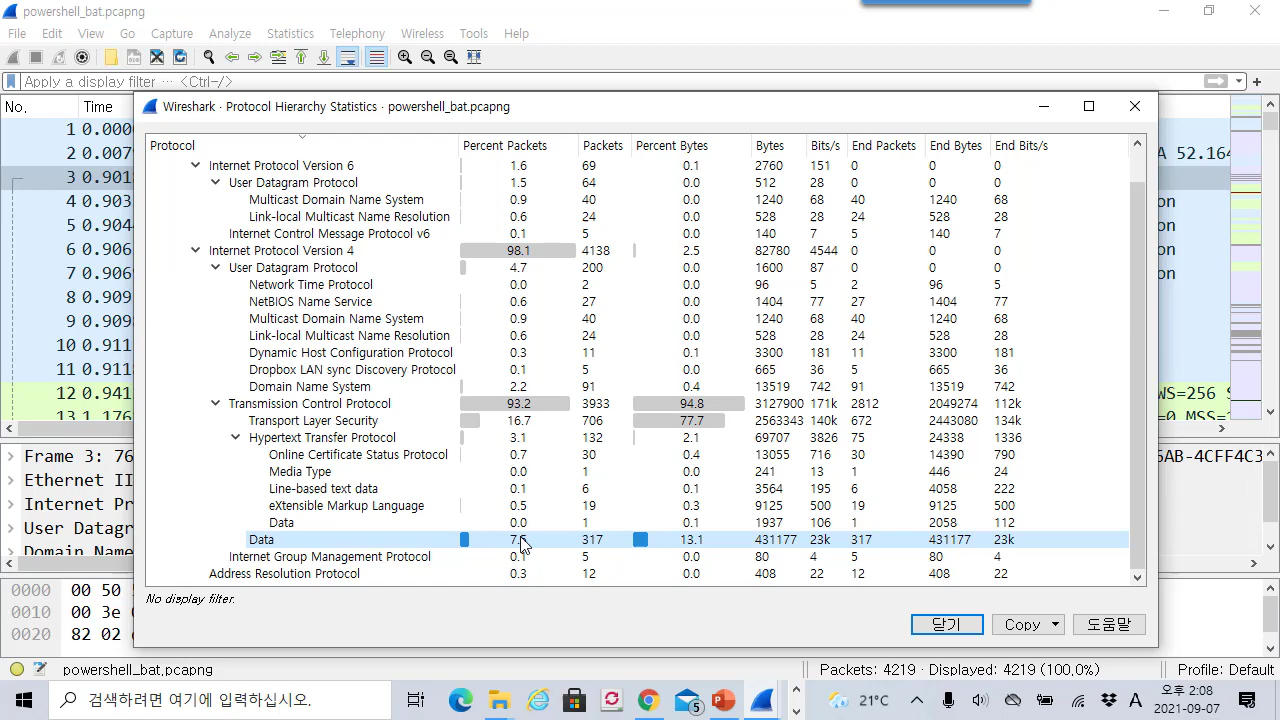 powershell_bat.pcapng
File Edit View Go Capture Analyze Statistics Telephony Wireless Tools Help
Apply a display filter ··· <Ctrl-/>
No. Time
Wireshark · Protocol Hierarchy Statistics · powershell_bat.pcapng
Protocol Percent Packets Packets Percent Bytes Bytes Bits/s End Packets End Bytes End Bits/s
Internet Protocol Version 6 1.6 69 0.1 2760 151 0 0 0
User Datagram Protocol 1.5 64 0.0 512 28 0 0 0
Multicast Domain Name System 0.9 40 0.0 1240 68 40 1240 68
Link-local Multicast Name Resolution 0.6 24 0.0 528 28 24 528 28
Internet Control Message Protocol v6 0.1 5 0.0 140 7 5 140 7
Internet Protocol Version 4 98.1 4138 2.5 82780 4544 0 0 0
User Datagram Protocol 4.7 200 0.0 1600 87 0 0 0
Network Time Protocol 0.0 2 0.0 96 5 2 96 5
NetBIOS Name Service 0.6 27 0.0 1404 77 27 1404 77
Multicast Domain Name System 0.9 40 0.0 1240 68 40 1240 68
Link-local Multicast Name Resolution 0.6 24 0.0 528 28 24 528 28
Dynamic Host Configuration Protocol 0.3 11 0.1 3300 181 11 3300 181
Dropbox LAN sync Discovery Protocol 0.1 5 0.0 665 36 5 665 36
Domain Name System 2.2 91 0.4 13519 742 91 13519 742
Transmission Control Protocol 93.2 3933 94.8 3127900 171k 2812 2049274 112k
Transport Layer Security 16.7 706 77.7 2563343 140k 672 2443080 134k
Hypertext Transfer Protocol 3.1 132 2.1 69707 3826 75 24338 1336
Online Certificate Status Protocol 0.7 30 0.4 13055 716 30 14390 790
Media Type 0.0 1 0.0 241 13 1 446 24
Line-based text data 0.1 6 0.1 3564 195 6 4058 222
eXtensible Markup Language 0.5 19 0.3 9125 500 19 9125 500
Data 0.0 1 0.1 1937 106 1 2058 112
Data 317 13.1 431177 23k 317 431177 23k
Internet Group Management Protocol 0.1 5 0.0 80 4 5 80 4
Address Resolution Protocol 0.3 12 0.0 408 22 12 408 22
No display filter.
닫기 Copy 도움말
1 0.000
2 0.007 A 52.164
3 0.901
4 0.903 on
5 0.904 on
6 0.906 on
7 0.906 on
8 0.909
9 0.909
10 0.911
11 0.911
12 0.941 WS=256 S
13 1.176 =0 MSS=1
Frame 3: 76 5AB-4CFF4C3
Ethernet II
Internet Pro
User Datagr
Domain Name
0000 00 50 5
0010 00 3e 0
0020 82 02
powershell_bat.pcapng Packets: 4219 · Displayed: 4219 (100.0%) Profile: Default
검색하려면 여기에 입력하십시오.
5
21°C
A
오후 2:08
2021-09-07